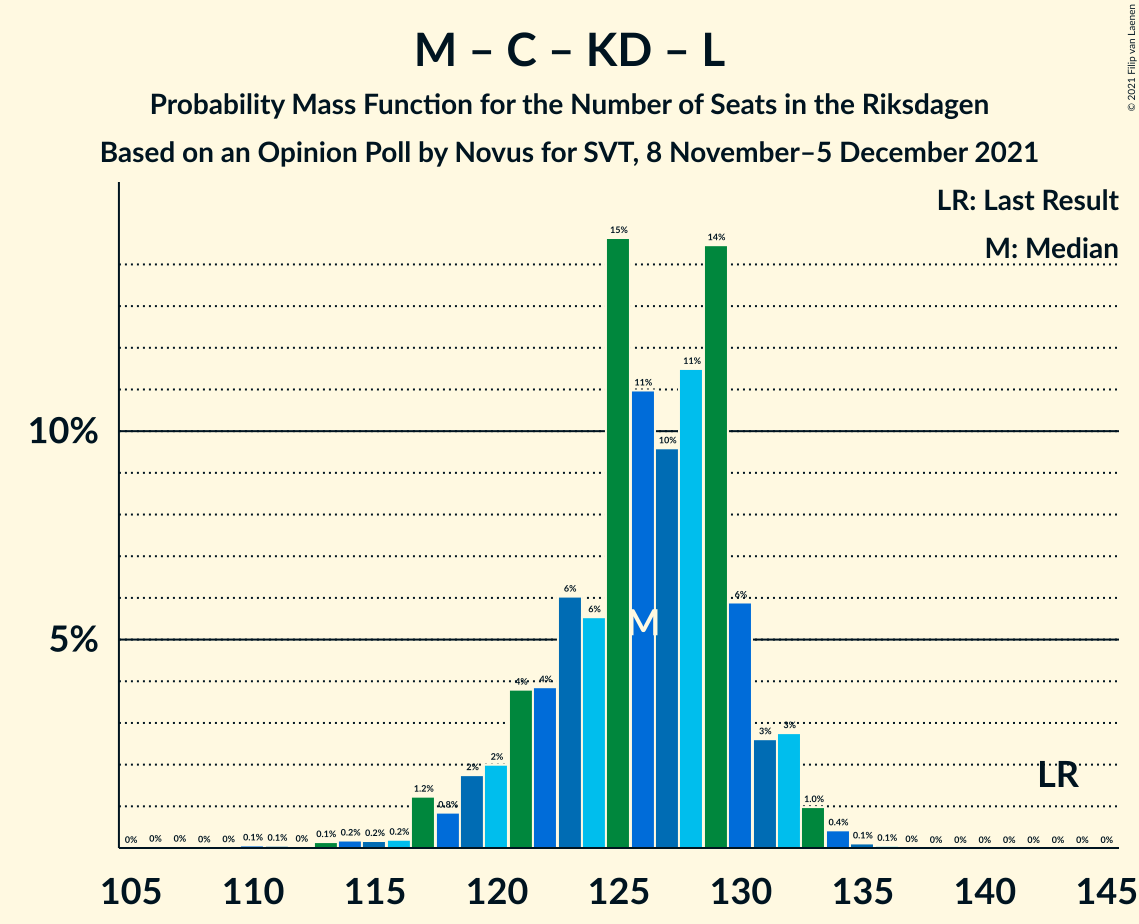 M – C – KD – L
Probability Mass Function for the Number of Seats in the Riksdagen
Based on an Opinion Poll by Novus for SVT, 8 November–5 December 2021
© 2021 Filip van Laenen
LR: Last Result
M: Median
10%
5%
0% 0% 0% 0% 0% 0.1% 0.1% 0% 0.1% 0.2% 0.2% 0.2% 1.2% 0.8% 2% 2% 4% 4% 6% 6% 15% 11% 10% 11% 14% 6% 3% 3% 1.0% 0.4% 0.1% 0.1% 0% 0% 0% 0% 0% 0% 0% 0% 0%
M
LR
105 110 115 120 125 130 135 140 145